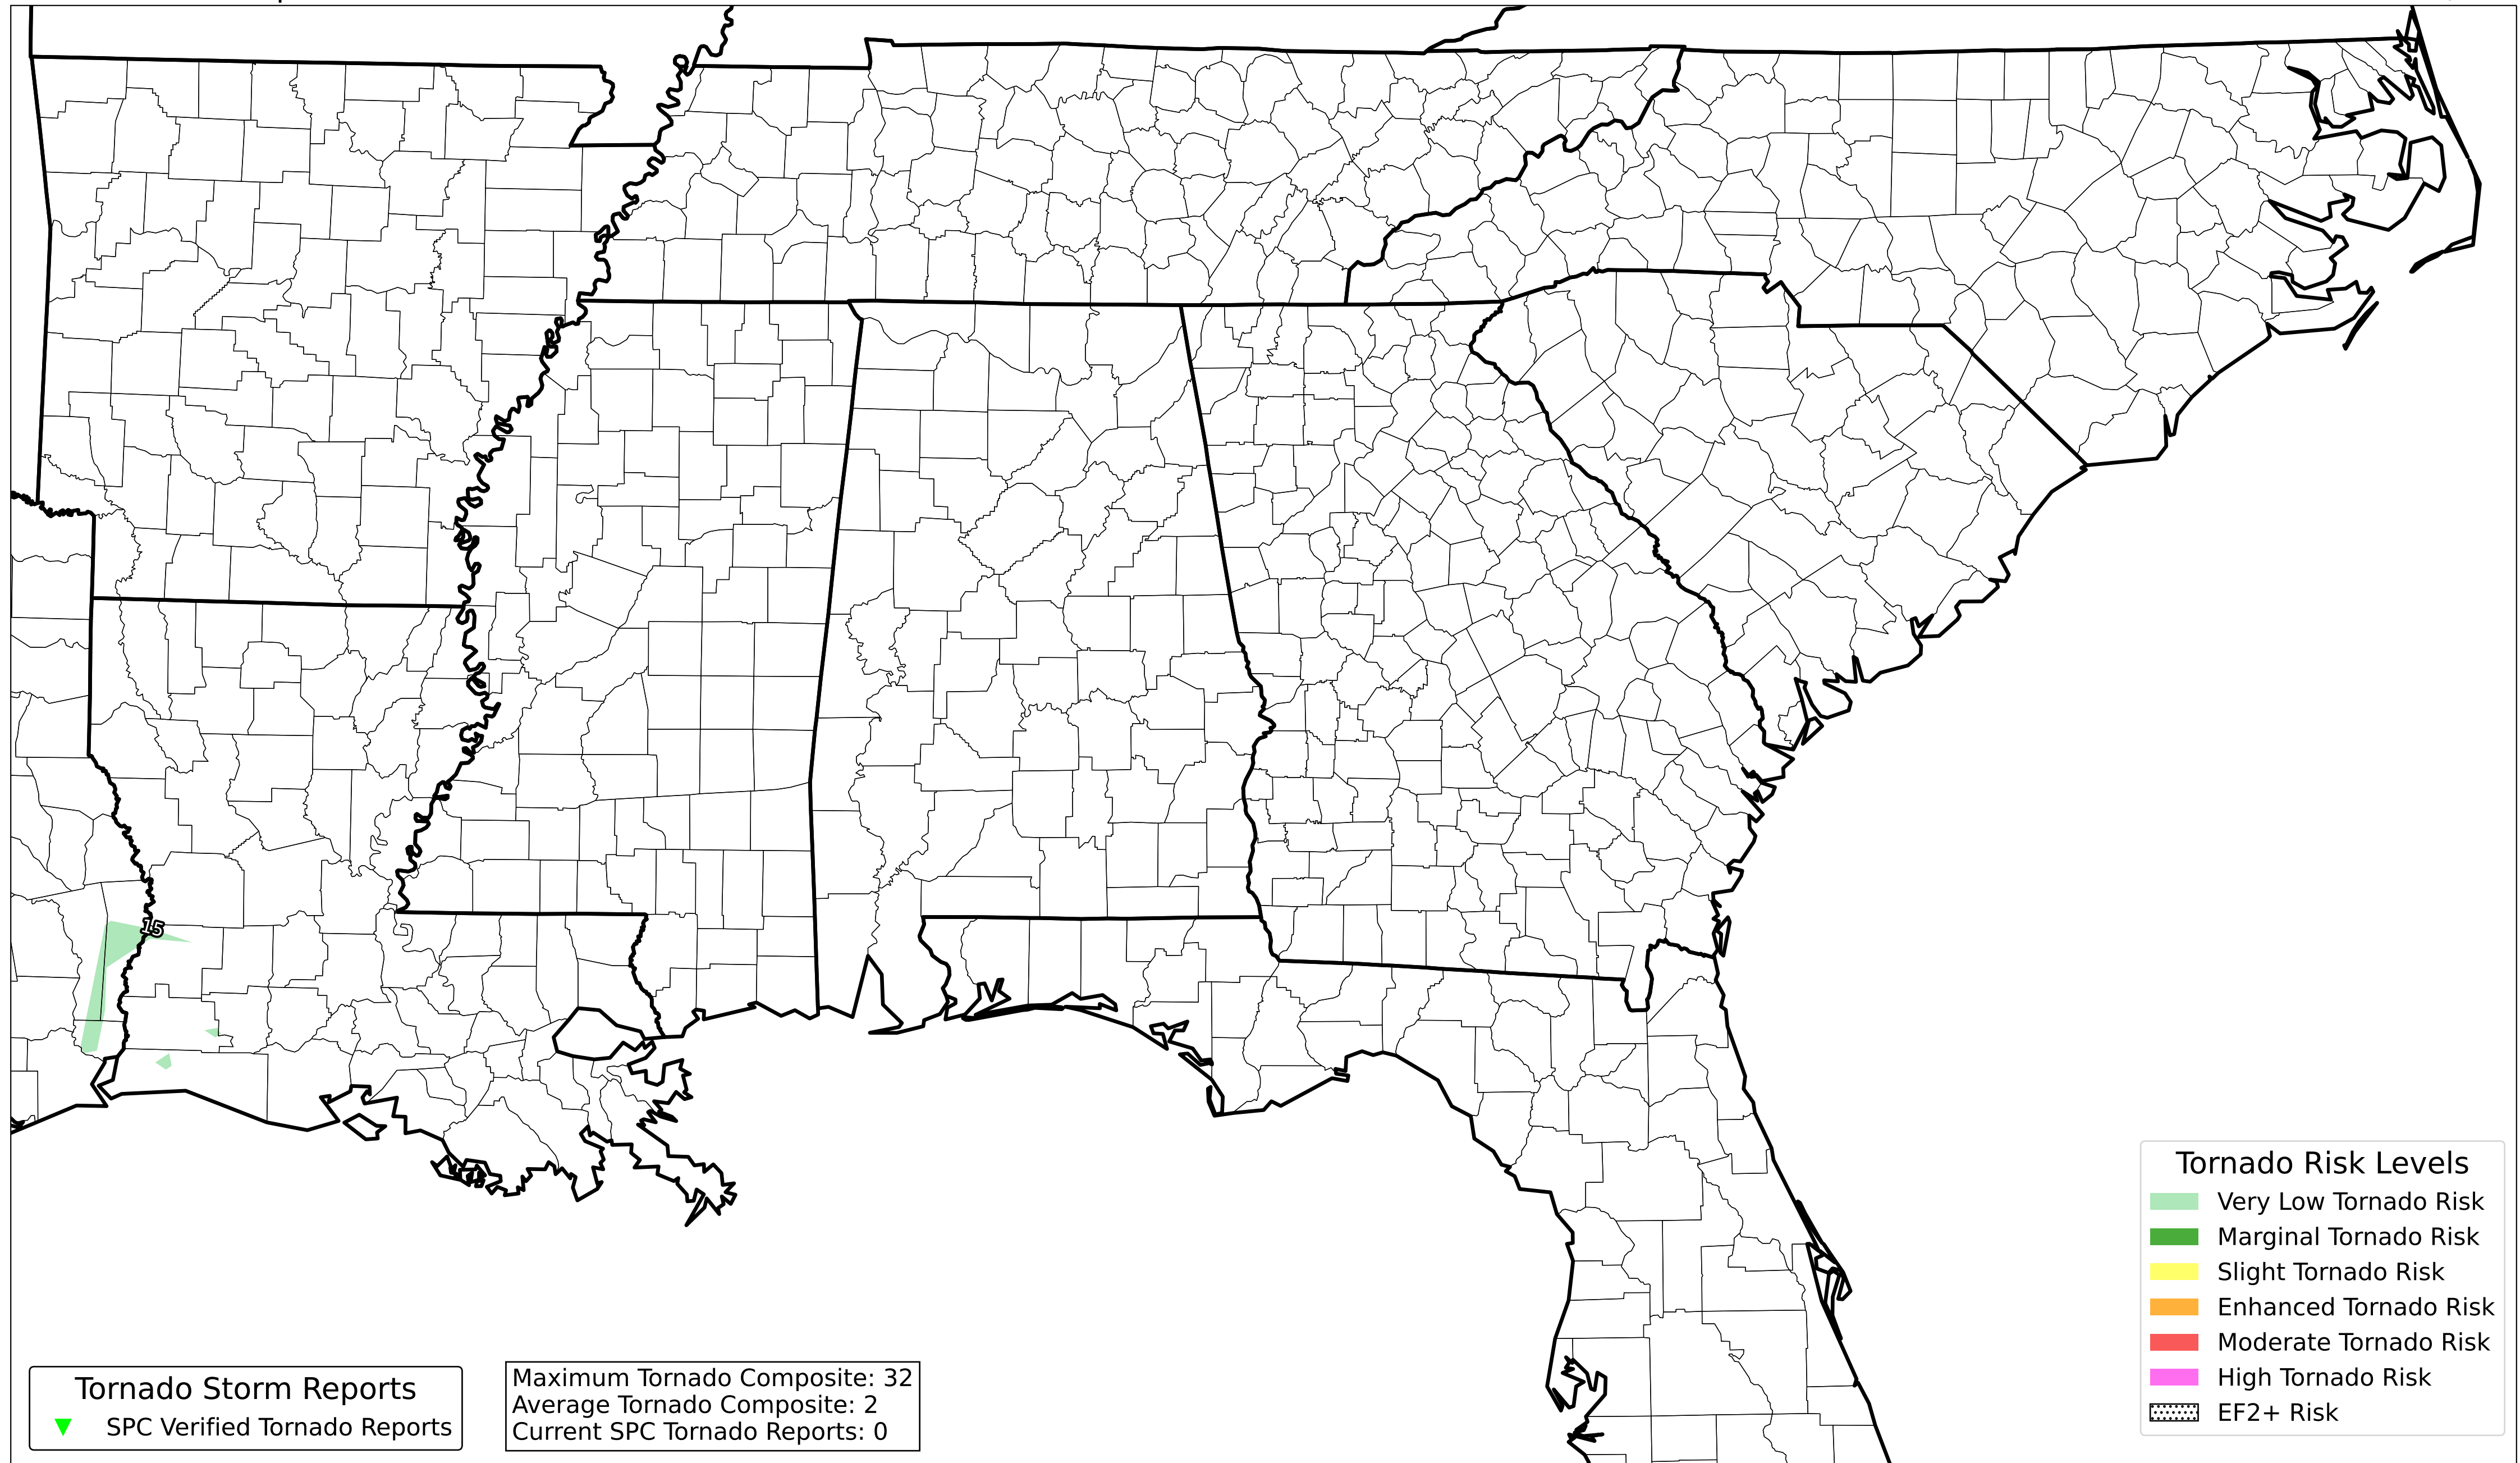 15
Tornado Risk Levels
Very Low Tornado Risk
Marginal Tornado Risk
Slight Tornado Risk
Enhanced Tornado Risk
Moderate Tornado Risk
High Tornado Risk
EF2+ Risk
Tornado Storm Reports
SPC Verified Tornado Reports
Maximum Tornado Composite: 32
Average Tornado Composite: 2
Current SPC Tornado Reports: 0